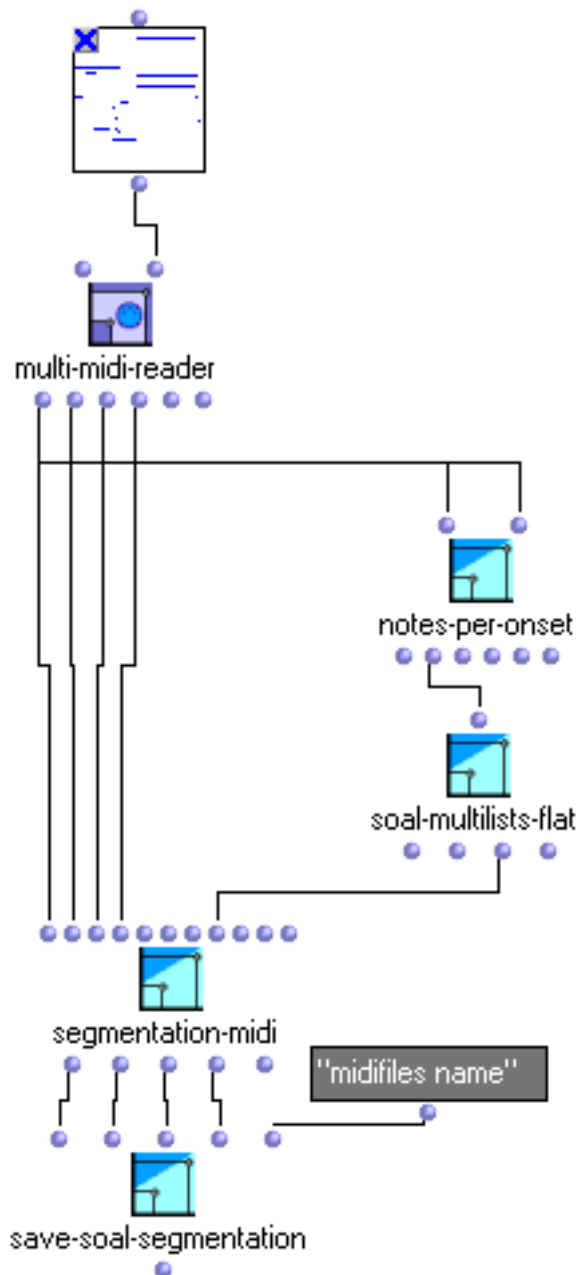 multi-midi-reader
notes-per-onset
soal-multilists-flat
segmentation-midi
"midifiles name"
save-soal-segmentation